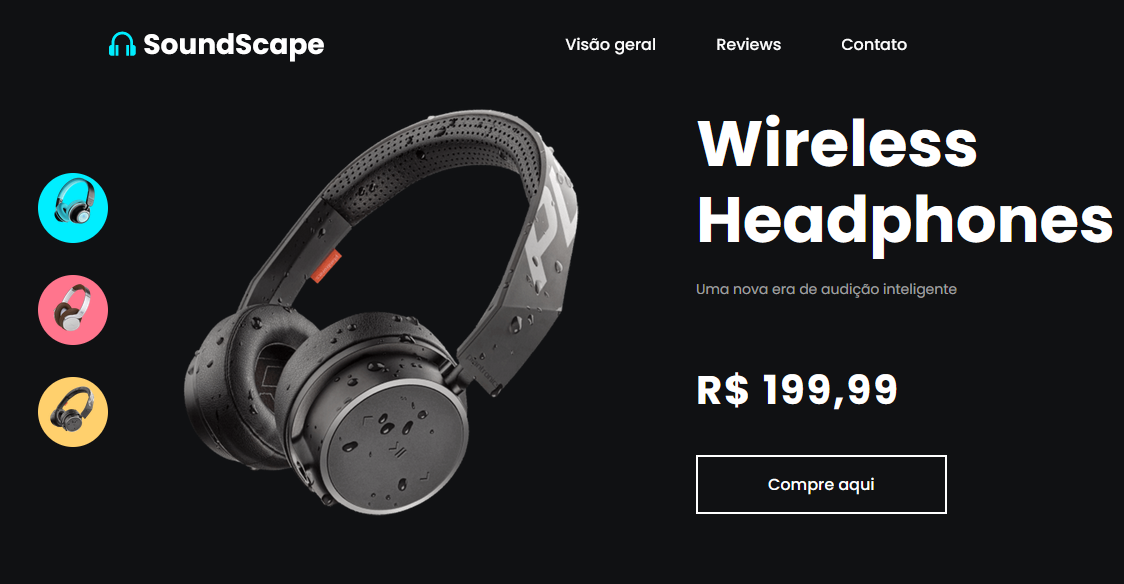 SoundScape
Visão geral
Reviews
Contato
Wireless
Headphones
Uma nova era de audição inteligente
R$ 199,99
Compre aqui